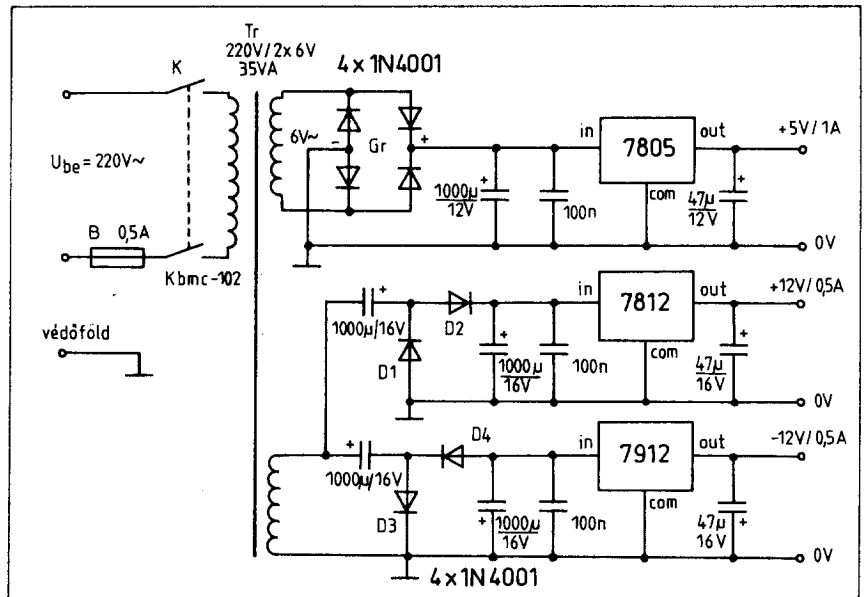 Tr
220V/2x 6V
35VA
4 x 1N4001
K
6V~
-
+
Gr
in
7805
out
+5V/1A
U be = 220V~
com
+
1000µ
12V
100n
+
47µ
12V
B 0,5A
0V
Kbmc-102
védőföld
+
1000µ/16V
D2
D1
in
7812
out
+12V/0,5A
com
+
1000µ
16V
100n
+
47µ
16V
0V
+
1000µ/16V
D4
D3
in
7912
out
-12V/0,5A
com
1000µ
+
16V
100n
47µ
16V
+
0V
4 x 1N4001